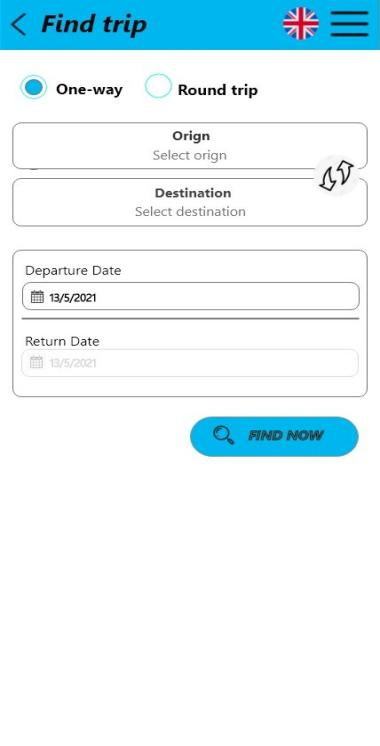 Find trip
One-way
Round trip
Orign
Select orign
Destination
Select destination
Departure Date
13/5/2021
Return Date
13/5/2021
FIND NOW